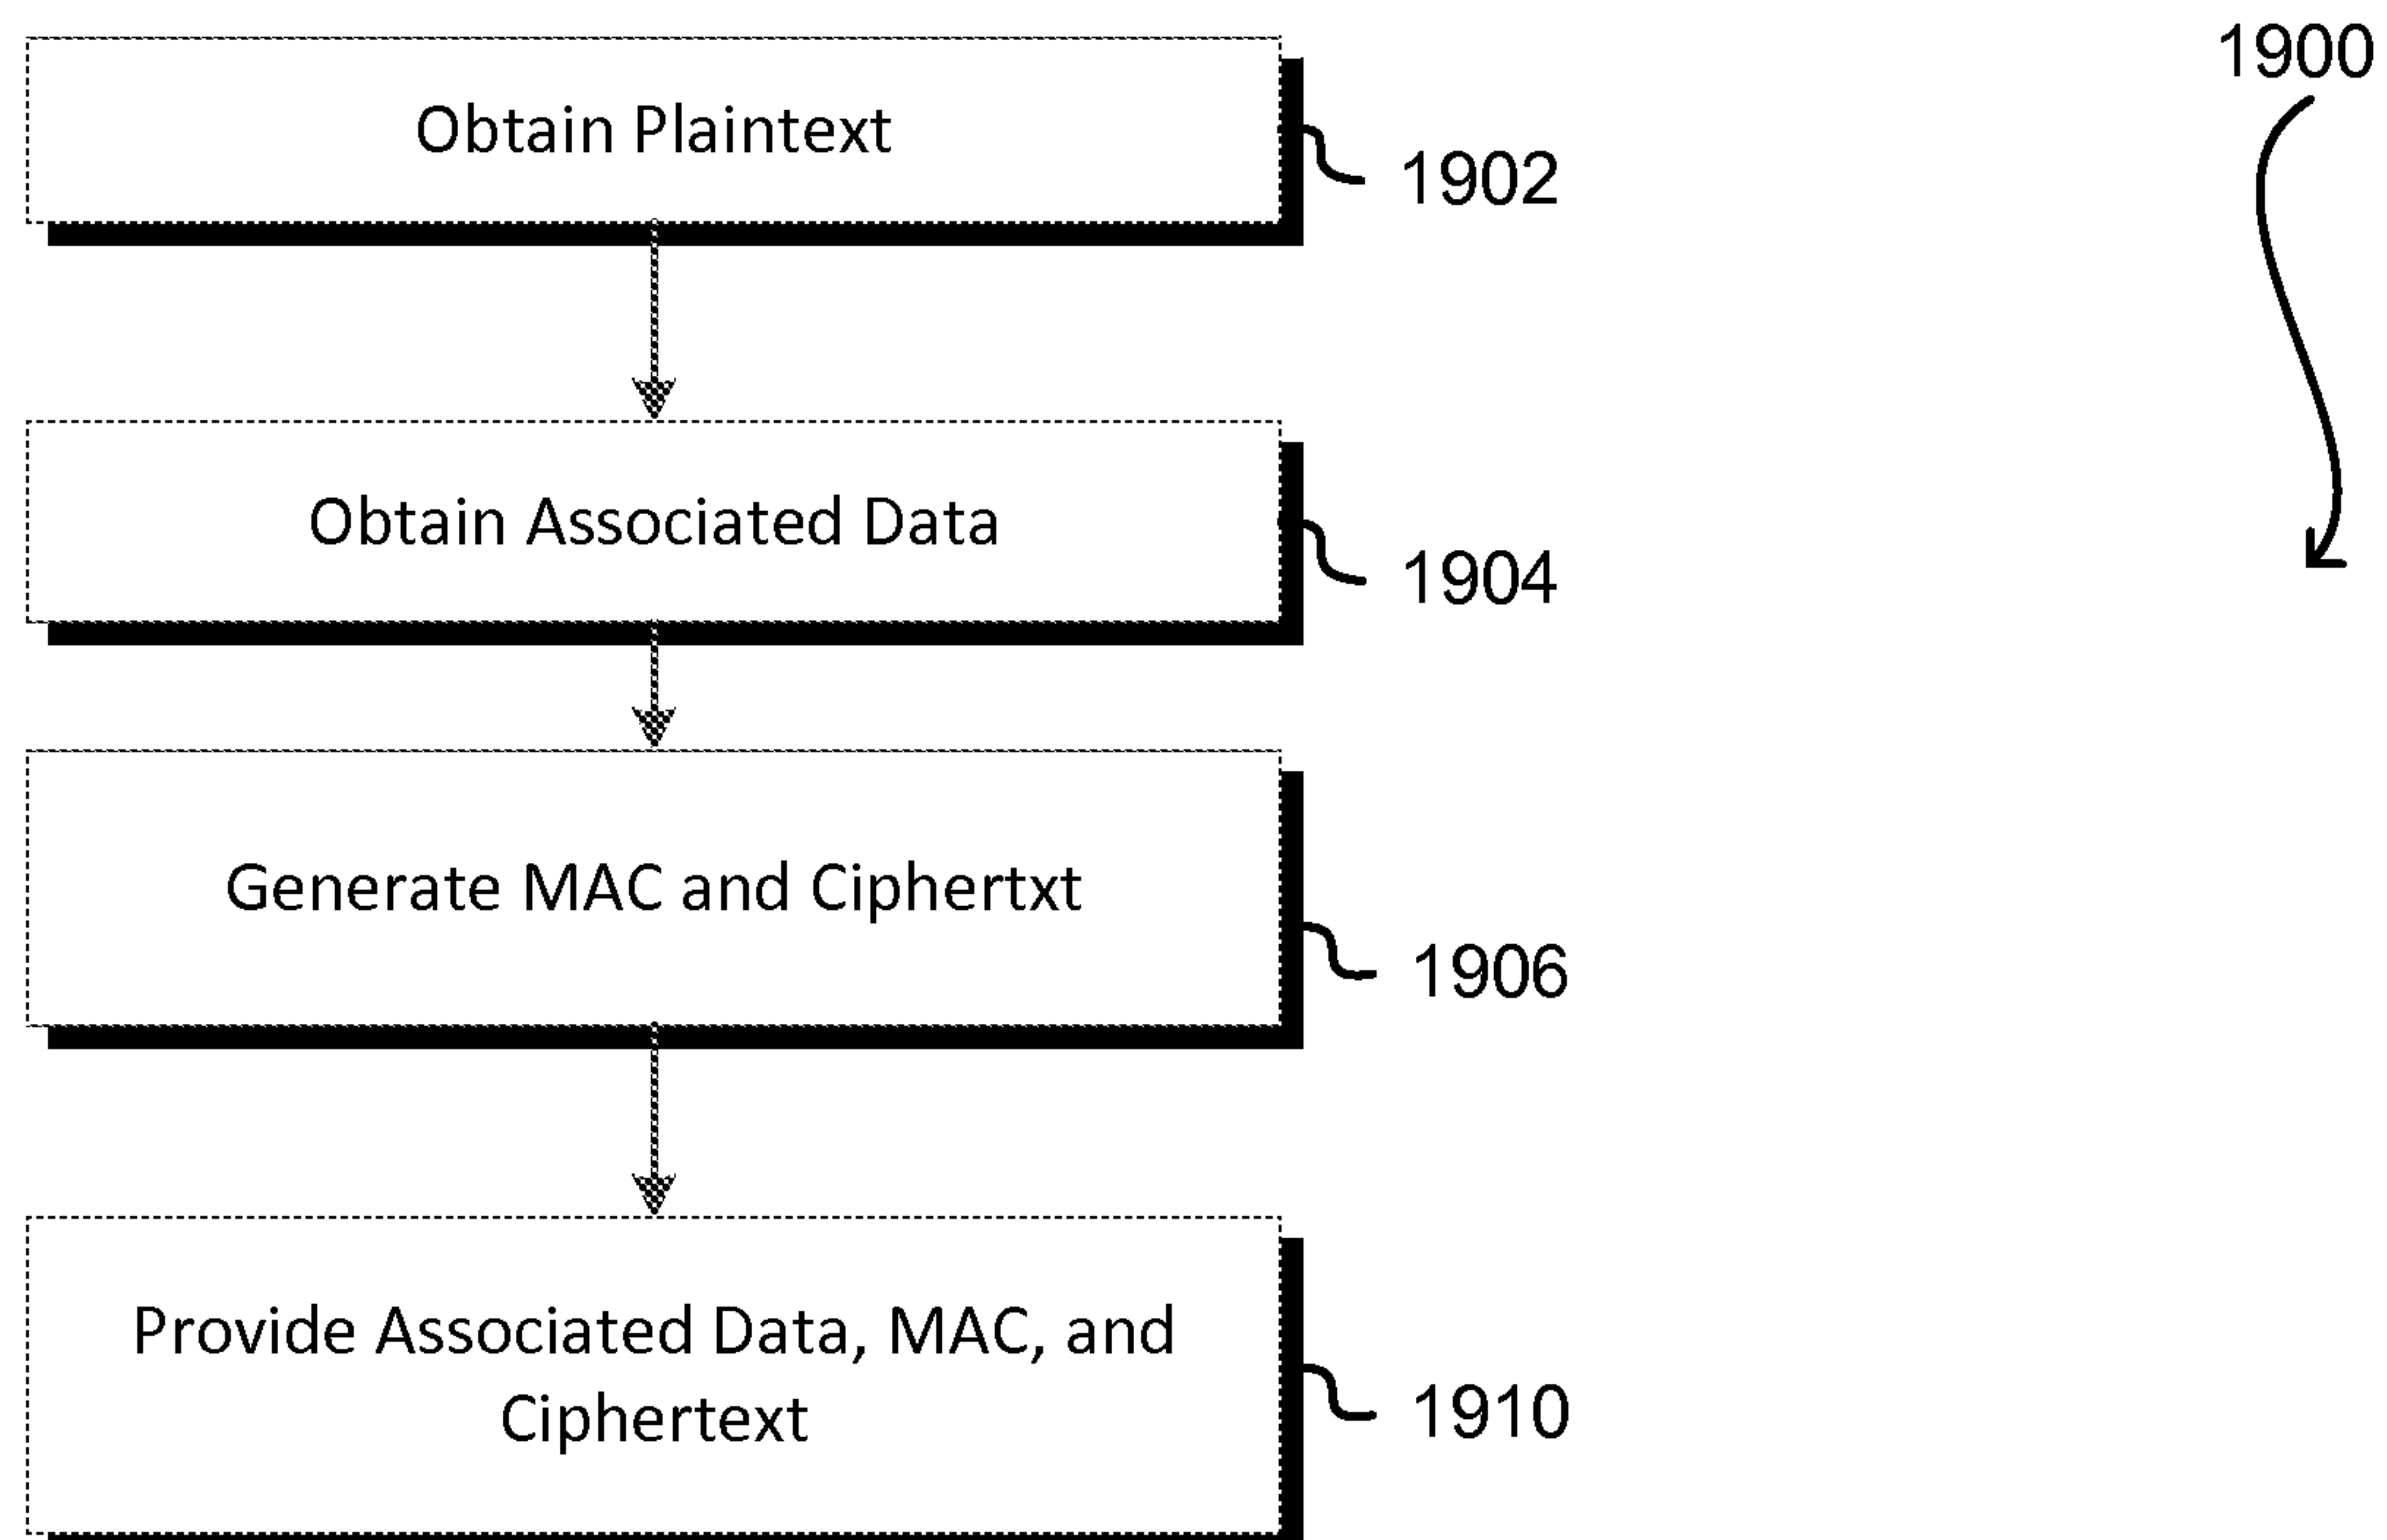 1900
Obtain Plaintext
1902
Obtain Associated Data
1904
Generate MAC and Ciphertxt
1906
Provide Associated Data, MAC, and
Ciphertext
1910